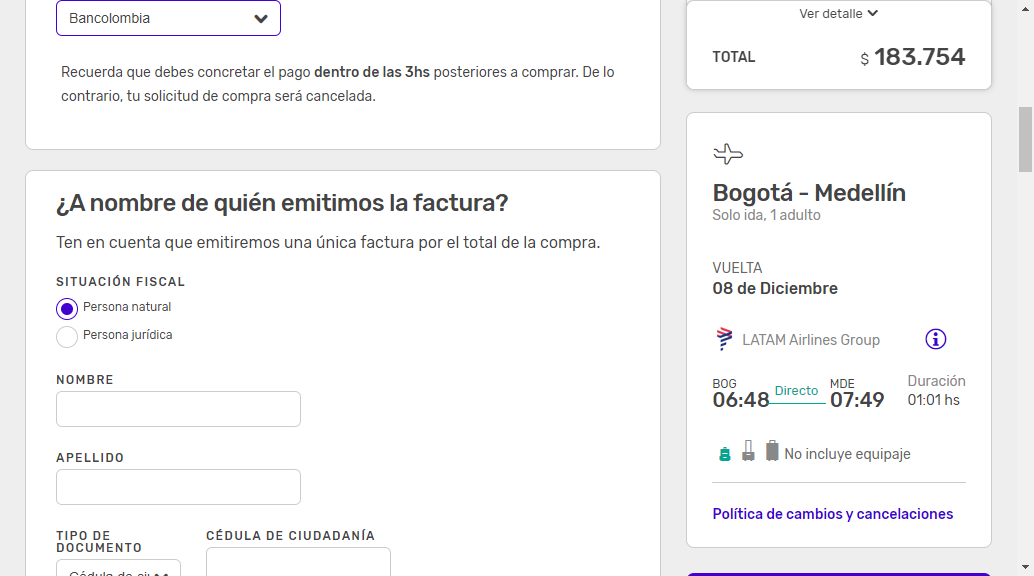 Bancolombia
Recuerda que debes concretar el pago dentro de las 3hs posteriores a comprar. De lo
contrario, tu solicitud de compra será cancelada.
¿A nombre de quién emitimos la factura?
Ten en cuenta que emitiremos una única factura por el total de la compra.
SITUACIÓN FISCAL
Persona natural
Persona jurídica
NOMBRE
APELLIDO
TIPO DE
DOCUMENTO
CÉDULA DE CIUDADANÍA
Ver detalle
TOTAL $ 183.754
Bogotá - Medellín
Solo ida, 1 adulto
VUELTA
08 de Diciembre
LATAM Airlines Group
BOG Directo MDE Duración
06:48 07:49 01:01 hs
No incluye equipaje
Política de cambios y cancelaciones